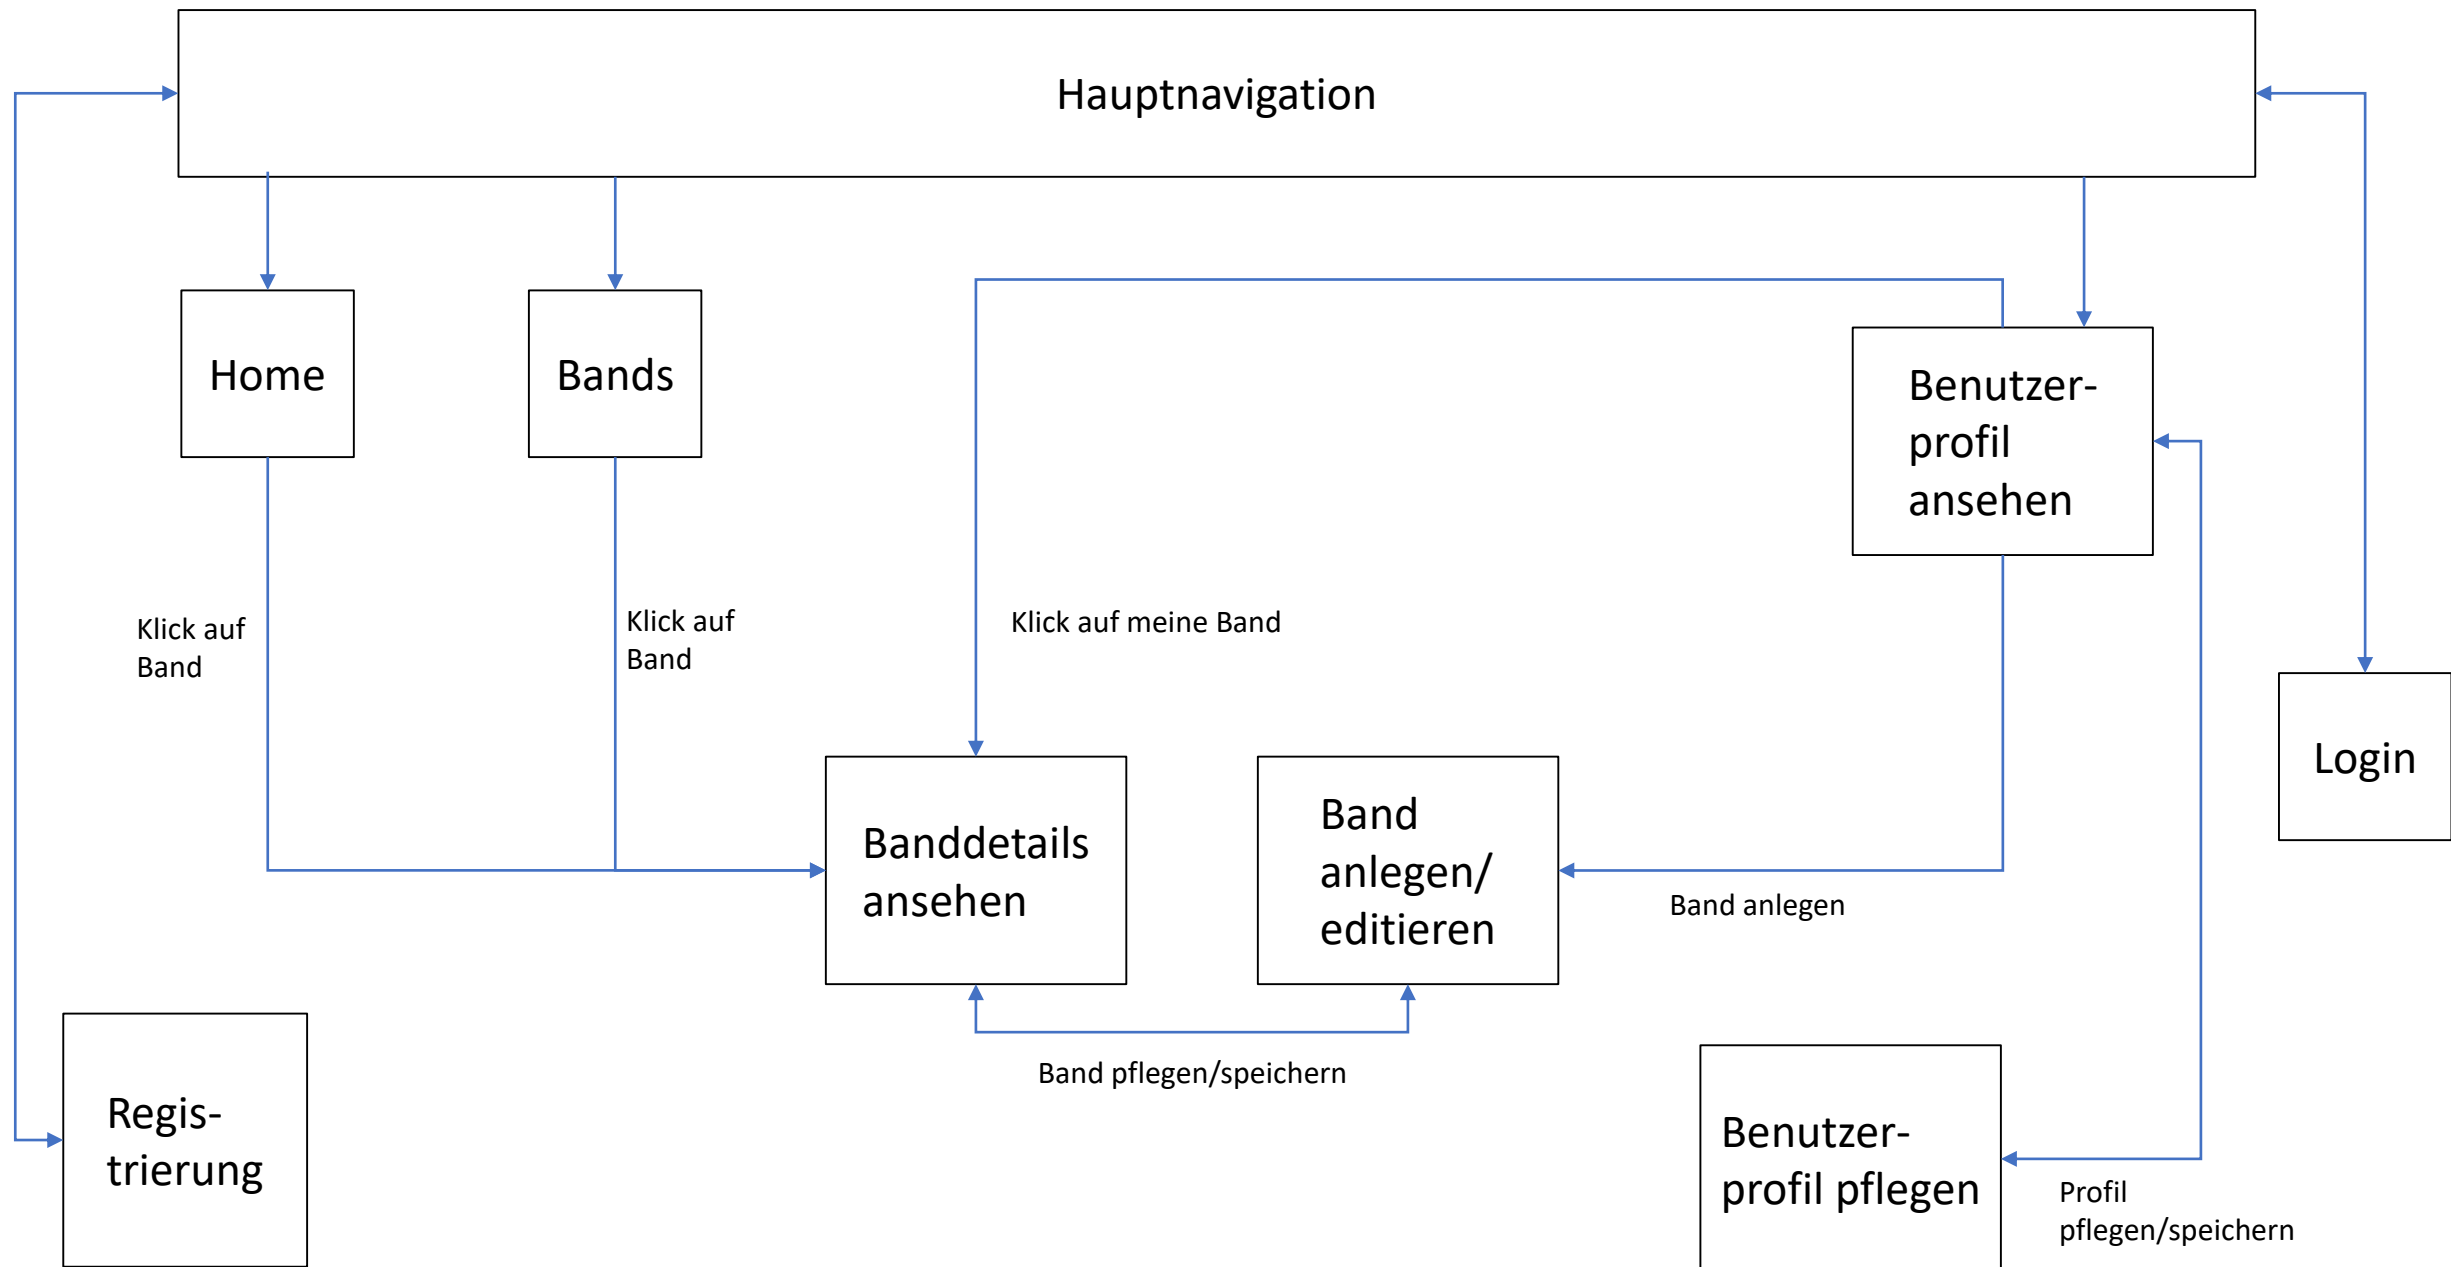 Hauptnavigation
Home
Bands
Benutzer-
profil
ansehen
Klick auf
Band
Klick auf
Band
Klick auf meine Band
Login
Banddetails
ansehen
Band
anlegen/
editieren
Band anlegen
Band pflegen/speichern
Regis-
trierung
Benutzer-
profil pflegen
Profil
pflegen/speichern